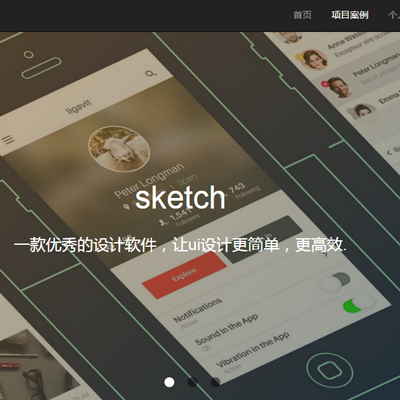 首页 项目案例 个
Anna Watson
Peter Longman
Emma
ligavit
Peter Longman
sketch
1,54 743
Followers Following
一款优秀的设计软件，让ui设计更简单，更高效.
Explore
Notifications
Active
Sound in the App
Off
Vibration in the App
Active